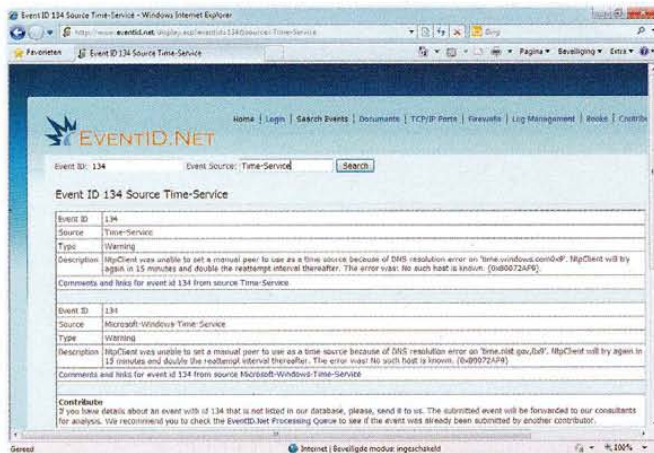 Event ID 134 Source Time-Service - Windows Internet Explorer
Bing
Favorieten Event ID 134 Source Time-Service Pagina Beveiliging Extra
Home | Login | Search Events | Documents | TCP/IP Ports | Firewalls | Log Management | Books |
EVENTID.NET
Event ID: 134 Event Source: Time-Service Search
Event ID 134 Source Time-Service
Event ID 134
Source Time-Service
Type Warning
Description NtpClient was unable to set a manual peer to use as a time source because of DNS resolution error on 'time.windows.com0x9'. NtpClient will try
again in 15 minutes and double the reattempt interval thereafter. The error was: No such host is known. (0x80072AF9).
Comments and links for event id 134 from source Time-Service
Event ID 134
Source Microsoft-Windows-Time-Service
Type Warning
Description NtpClient was unable to set a manual peer to use as a time source because of DNS resolution error on 'time.nist.gov,0x9'. NtpClient will try again in
15 minutes and double the reattempt interval thereafter. The error was: No such host is known. (0x80072AF9)
Comments and links for event id 134 from source Microsoft-Windows-Time-Service
Contribute
If you have details about an event with id 134 that is not listed in our database, please, send it to us. The submitted event will be forwarded to our consultants
for analysis. We recommend you to check the EventID.Net Processing Queue to see if the event was already been submitted by another contributor.
Gereed Internet | Beveiligde modus: ingeschakeld 100%